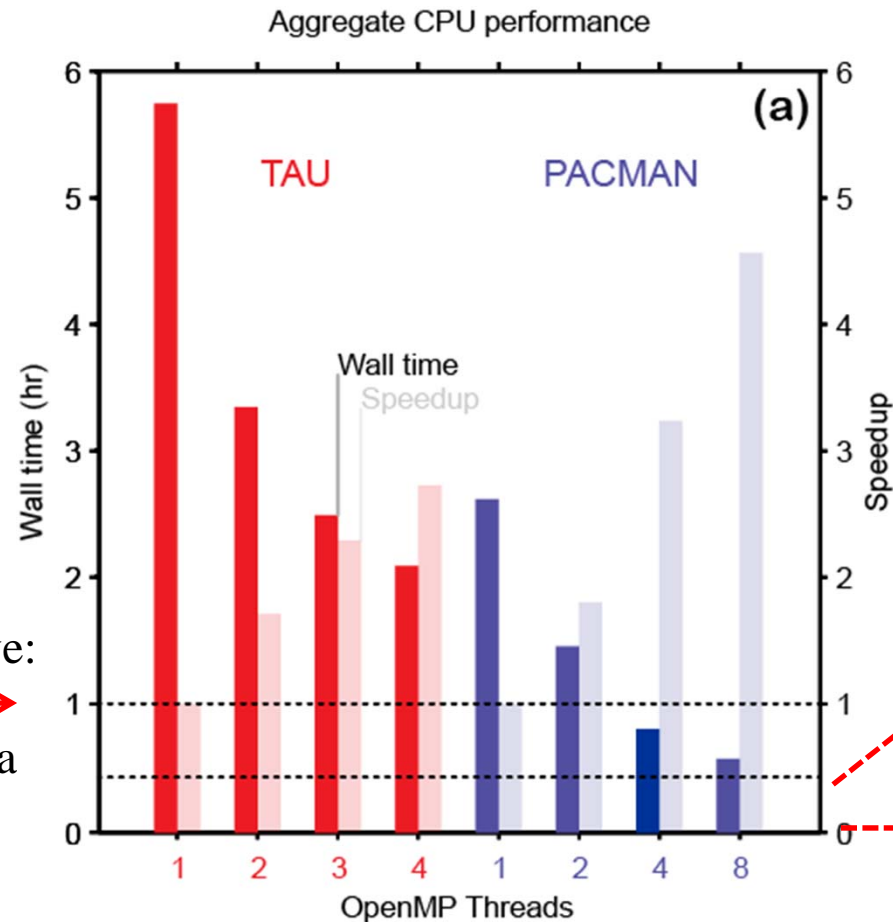 Aggregate CPU performance
(a)
TAU PACMAN
6
5
4
3
2
1
0
Wall time (hr)
Wall time
Speedup
6
5
4
3
2
1
0
Speedup
1 2 3 4 1 2 4 8
OpenMP Threads
ve:
a